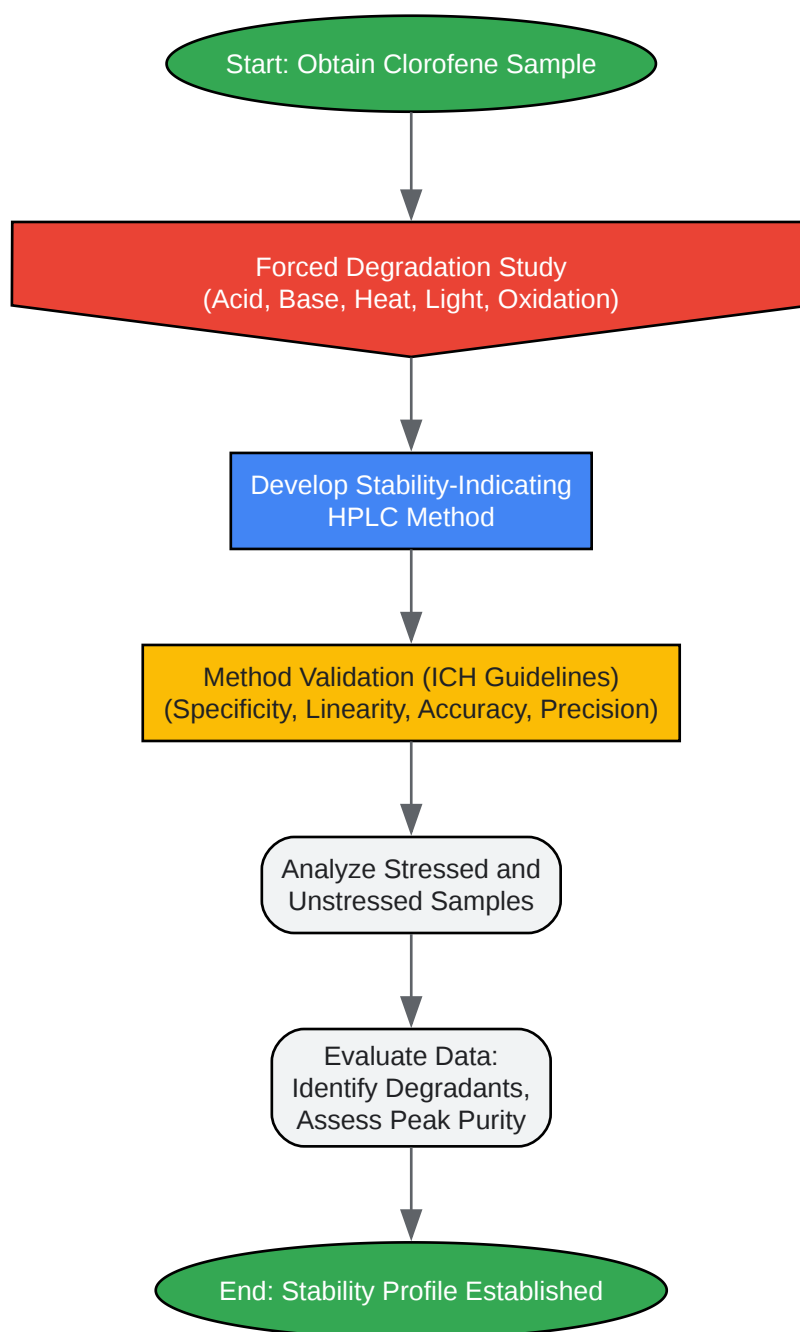 Start: Obtain Clorofene Sample
Forced Degradation Study
(Acid, Base, Heat, Light, Oxidation)
Develop Stability-Indicating
HPLC Method
Method Validation (ICH Guidelines)
(Specificity, Linearity, Accuracy, Precision)
Analyze Stressed and
Unstressed Samples
Evaluate Data:
Identify Degradants,
Assess Peak Purity
End: Stability Profile Established